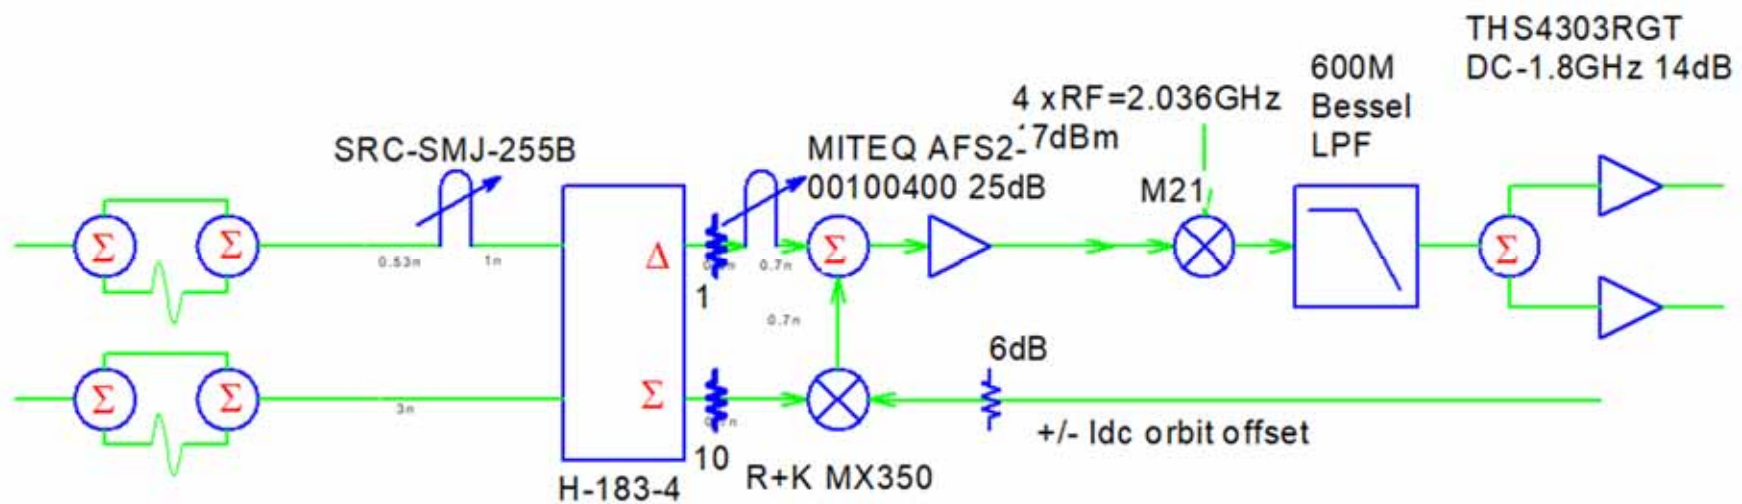 THS4303RGT
DC-1.8GHz 14dB
600M
Bessel
LPF
4 xRF=2.036GHz
7dBm
SRC-SMJ-255B
MITEQ AFS2-
00100400 25dB
M21
Σ
Σ
0.53n
1n
Δ
0.7n
1
Σ
Σ
0.7n
6dB
Σ
Σ
3n
Σ
+/- Idc orbit offset
10
R+K MX350
H-183-4